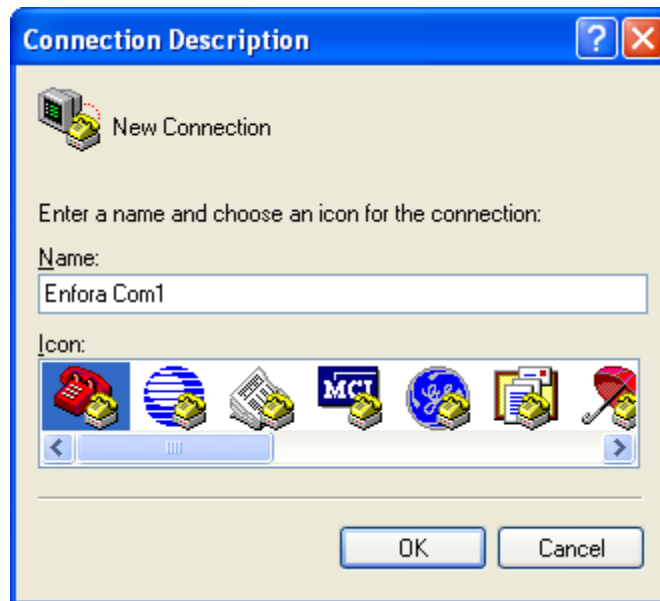 Connection Description
New Connection
Enter a name and choose an icon for the connection:
Name:
Enfora Com1
Icon:
MCI
OK
Cancel